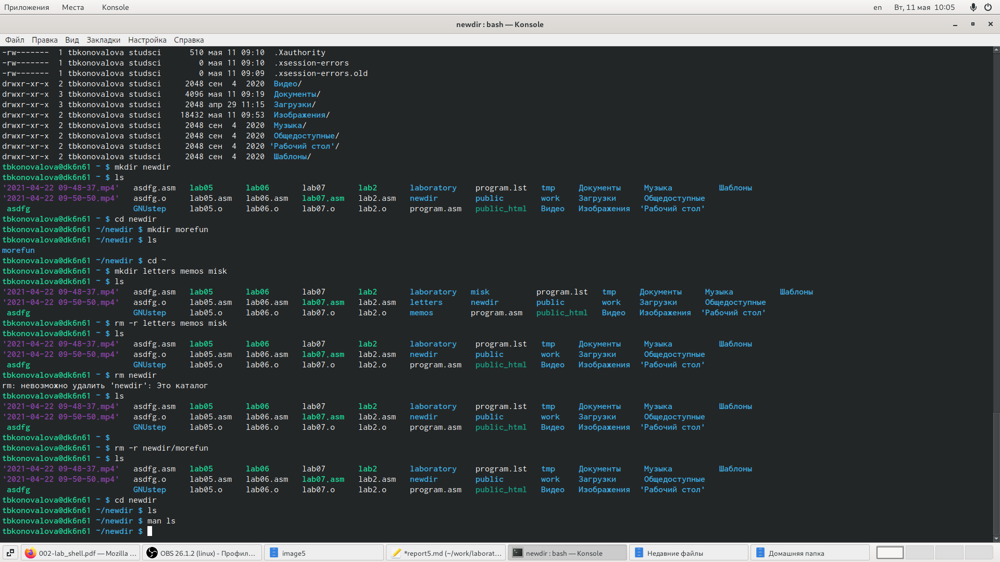 Приложения Места Konsole en Вт, 11 мая 10:05
newdir : bash — Konsole
Файл Правка Вид Закладки Настройка Справка
-rw------- 1 tbkonovalova studsci 510 мая 11 09:10 .Xauthority
-rw------- 1 tbkonovalova studsci 0 мая 11 09:10 .xsession-errors
-rw------- 1 tbkonovalova studsci 0 мая 11 09:09 .xsession-errors.old
drwxr-xr-x 2 tbkonovalova studsci 2048 сен 4 2020 Видео/
drwxr-xr-x 3 tbkonovalova studsci 4096 мая 11 09:19 Документы/
drwxr-xr-x 3 tbkonovalova studsci 2048 апр 29 11:15 Загрузки/
drwxr-xr-x 2 tbkonovalova studsci 18432 мая 11 09:53 Изображения/
drwxr-xr-x 2 tbkonovalova studsci 2048 сен 4 2020 Музыка/
drwxr-xr-x 2 tbkonovalova studsci 2048 сен 4 2020 Общедоступные/
drwxr-xr-x 2 tbkonovalova studsci 2048 сен 4 2020 'Рабочий стол'/
drwxr-xr-x 2 tbkonovalova studsci 2048 сен 4 2020 Шаблоны/
tbkonovalova@dk6n61 ~ $ mkdir newdir
tbkonovalova@dk6n61 ~ $ ls
'2021-04-22 09-48-37.mp4' asdfg.asm lab05 lab06 lab07 lab2 laboratory program.lst tmp Документы Музыка Шаблоны
'2021-04-22 09-50-50.mp4' asdfg.o lab05.asm lab06.asm lab07.asm lab2.asm newdir public work Загрузки Общедоступные
asdfg GNUstep lab05.o lab06.o lab07.o lab2.o program.asm public_html Видео Изображения 'Рабочий стол'
tbkonovalova@dk6n61 ~ $ cd newdir
tbkonovalova@dk6n61 ~/newdir $ mkdir morefun
tbkonovalova@dk6n61 ~/newdir $ ls
morefun
tbkonovalova@dk6n61 ~/newdir $ cd ~
tbkonovalova@dk6n61 ~ $ mkdir letters memos misk
tbkonovalova@dk6n61 ~ $ ls
'2021-04-22 09-48-37.mp4' asdfg.asm lab05 lab06 lab07 lab2 laboratory misk program.lst tmp Документы Музыка Шаблоны
'2021-04-22 09-50-50.mp4' asdfg.o lab05.asm lab06.asm lab07.asm lab2.asm letters newdir public work Загрузки Общедоступные
asdfg GNUstep lab05.o lab06.o lab07.o lab2.o memos program.asm public_html Видео Изображения 'Рабочий стол'
tbkonovalova@dk6n61 ~ $ rm -r letters memos misk
tbkonovalova@dk6n61 ~ $ ls
'2021-04-22 09-48-37.mp4' asdfg.asm lab05 lab06 lab07 lab2 laboratory program.lst tmp Документы Музыка Шаблоны
'2021-04-22 09-50-50.mp4' asdfg.o lab05.asm lab06.asm lab07.asm lab2.asm newdir public work Загрузки Общедоступные
asdfg GNUstep lab05.o lab06.o lab07.o lab2.o program.asm public_html Видео Изображения 'Рабочий стол'
tbkonovalova@dk6n61 ~ $ rm newdir
rm: невозможно удалить 'newdir': Это каталог
tbkonovalova@dk6n61 ~ $ ls
'2021-04-22 09-48-37.mp4' asdfg.asm lab05 lab06 lab07 lab2 laboratory program.lst tmp Документы Музыка Шаблоны
'2021-04-22 09-50-50.mp4' asdfg.o lab05.asm lab06.asm lab07.asm lab2.asm newdir public work Загрузки Общедоступные
asdfg GNUstep lab05.o lab06.o lab07.o lab2.o program.asm public_html Видео Изображения 'Рабочий стол'
tbkonovalova@dk6n61 ~ $
tbkonovalova@dk6n61 ~ $ rm -r newdir/morefun
tbkonovalova@dk6n61 ~ $ ls
'2021-04-22 09-48-37.mp4' asdfg.asm lab05 lab06 lab07 lab2 laboratory program.lst tmp Документы Музыка Шаблоны
'2021-04-22 09-50-50.mp4' asdfg.o lab05.asm lab06.asm lab07.asm lab2.asm newdir public work Загрузки Общедоступные
asdfg GNUstep lab05.o lab06.o lab07.o lab2.o program.asm public_html Видео Изображения 'Рабочий стол'
tbkonovalova@dk6n61 ~ $ cd newdir
tbkonovalova@dk6n61 ~/newdir $ ls
tbkonovalova@dk6n61 ~/newdir $ man ls
tbkonovalova@dk6n61 ~/newdir $
002-lab_shell.pdf — Mozilla ... OBS 26.1.2 (linux) - Профил... image5 *report5.md (~/work/laborat... newdir : bash — Konsole Недавние файлы Домашняя папка